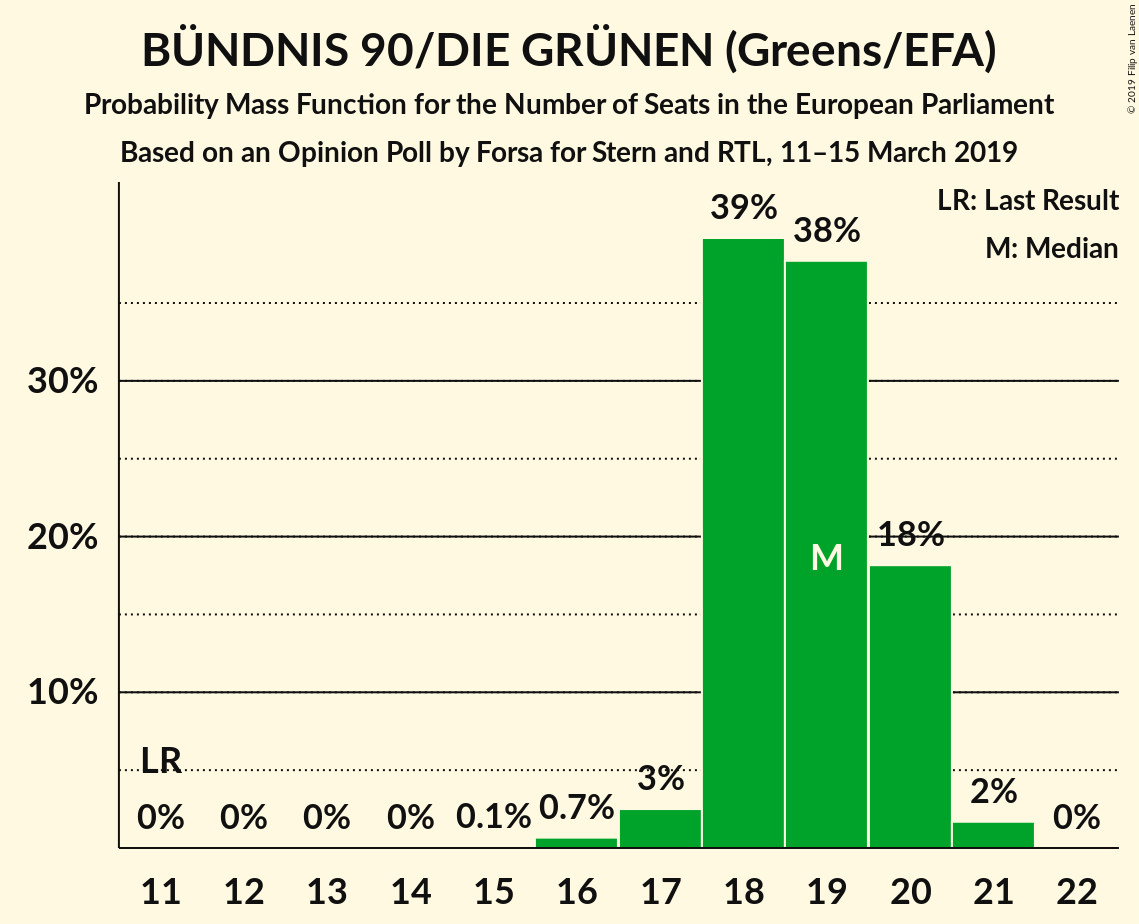 BÜNDNIS 90/DIE GRÜNEN (Greens/EFA)
Probability Mass Function for the Number of Seats in the European Parliament
Based on an Opinion Poll by Forsa for Stern and RTL, 11–15 March 2019
© 2019 Filip van Laenen
LR: Last Result
M: Median
39%
38%
30%
20%
18%
M
10%
LR
0%
0%
0%
0%
0.1%
0.7%
3%
2%
0%
11 12 13 14 15 16 17 18 19 20 21 22